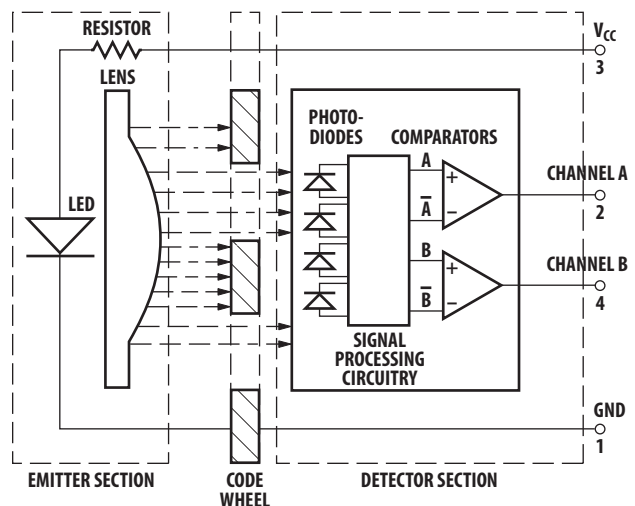 RESISTOR
LENS
LED
PHOTO-
DIODES
COMPARATORS
A
+
A̅
−
B
+
B̅
−
SIGNAL
PROCESSING
CIRCUITRY
VCC
3
CHANNEL A
2
CHANNEL B
4
GND
1
EMITTER SECTION
CODE
WHEEL
DETECTOR SECTION